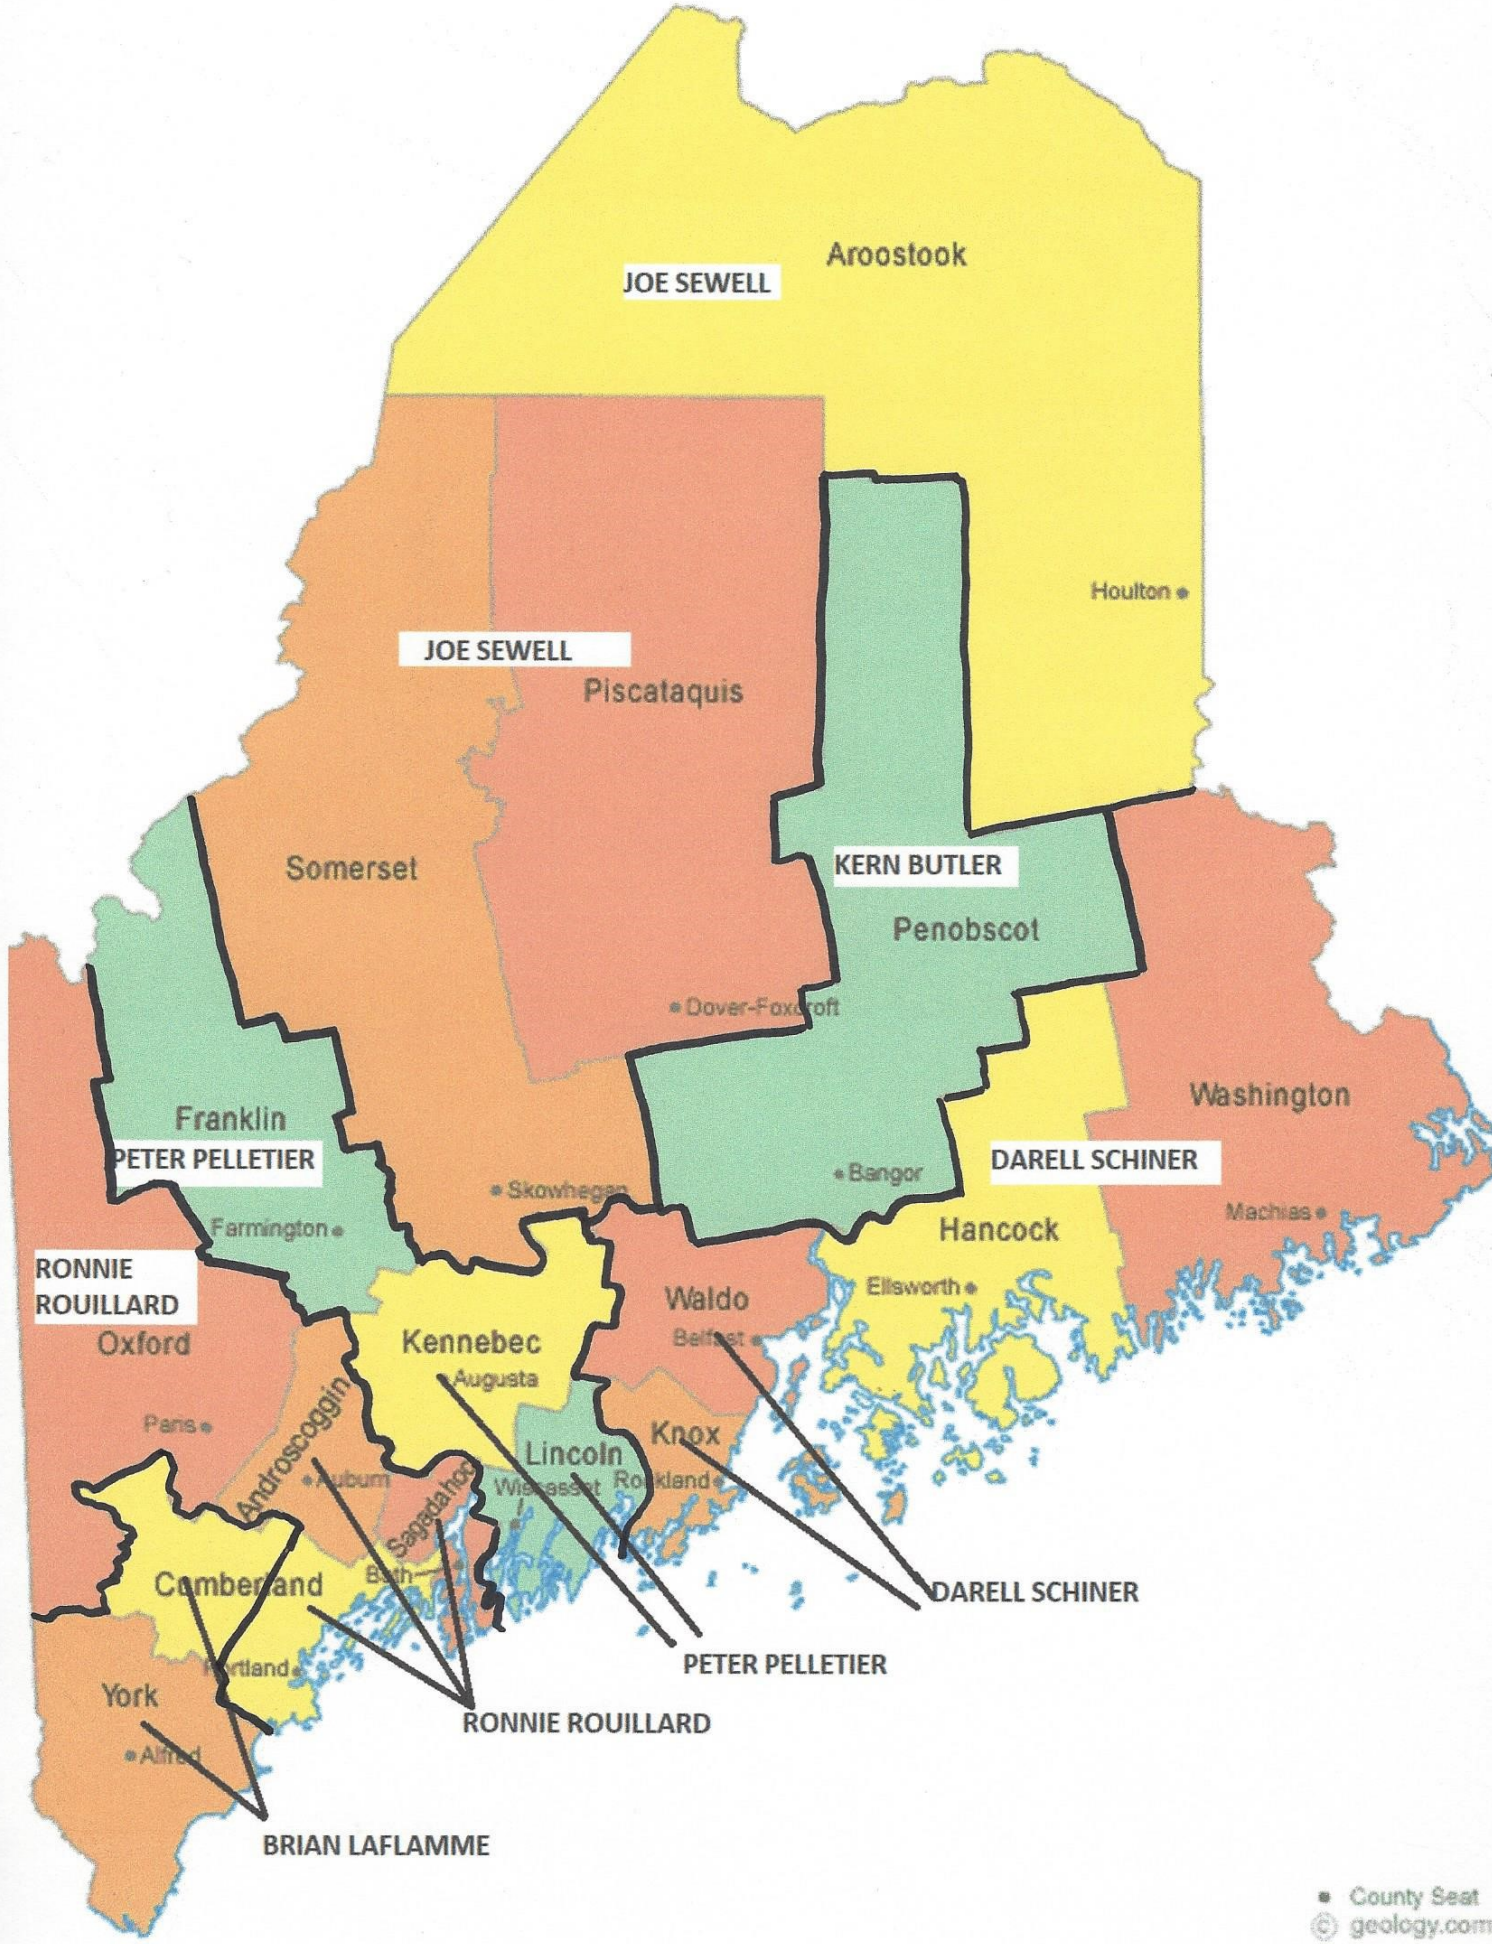 Aroostook
JOE SEWELL
Houlton
JOE SEWELL
Piscataquis
Somerset
KERN BUTLER
Penobscot
Dover-Foxcroft
Washington
Franklin
PETER PELLETIER
DARELL SCHINER
Bangor
Skowhegan
Machias
Farmington
Hancock
RONNIE
ROUILLARD
Ellsworth
Waldo
Oxford
Kennebec
Belfast
Augusta
Androscoggin
Paris
Knox
Lincoln
Auburn
Sagadahoc
Wiscasset
Rockland
Cumberland
Bath
DARELL SCHINER
Portland
PETER PELLETIER
York
RONNIE ROUILLARD
Alfred
BRIAN LAFLAMME
County Seat
© geology.com